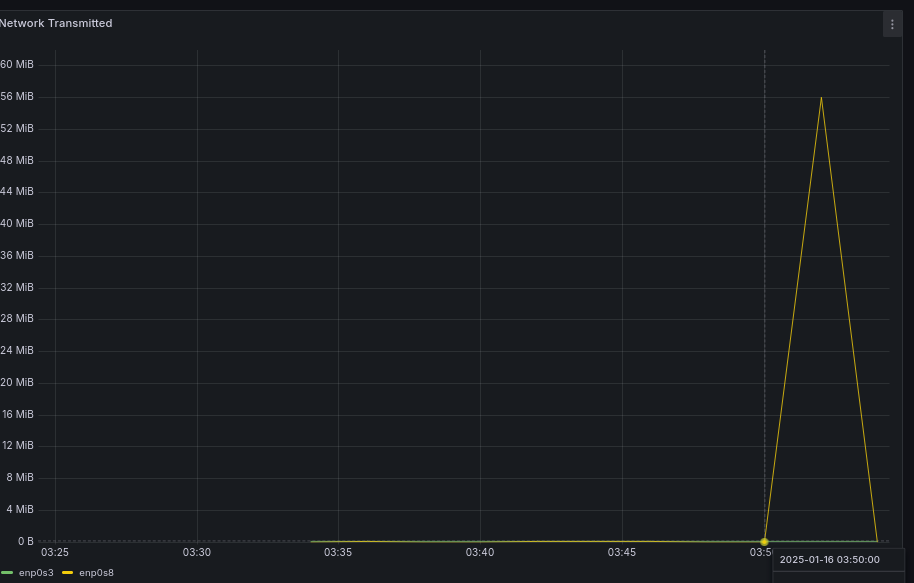 Network Transmitted
60 MiB
56 MiB
52 MiB
48 MiB
44 MiB
40 MiB
36 MiB
32 MiB
28 MiB
24 MiB
20 MiB
16 MiB
12 MiB
8 MiB
4 MiB
0 B
03:25 03:30 03:35 03:40 03:45 03:5
2025-01-16 03:50:00
enp0s3 enp0s8